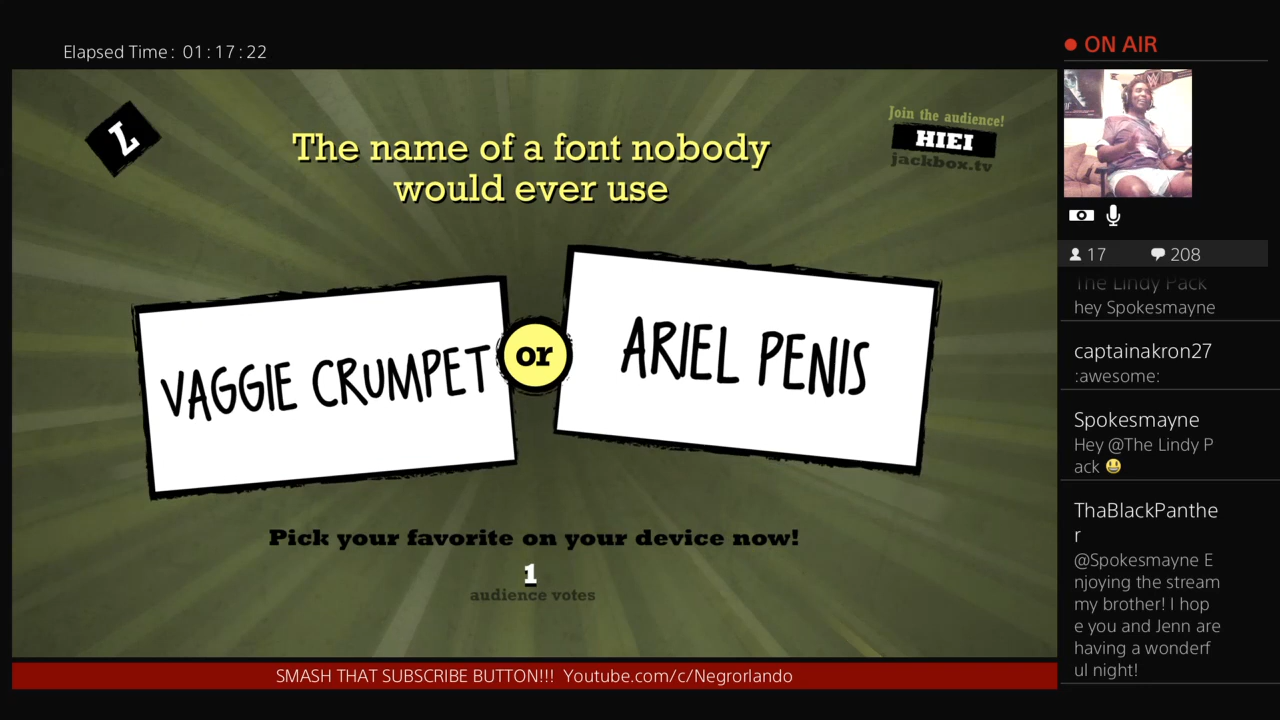 Elapsed Time: 01:17:22
ON AIR
7
The name of a font nobody
would ever use
Join the audience!
HIEI
jackbox.tv
VAGGIE CRUMPET
or
ARIEL PENIS
Pick your favorite on your device now!
1
audience votes
SMASH THAT SUBSCRIBE BUTTON!!! Youtube.com/c/Negrorlando
17 208
The Lindy Pack
hey Spokesmayne
captainakron27
:awesome:
Spokesmayne
Hey @The Lindy P
ack 😃
ThaBlackPanthe
r
@Spokesmayne E
njoying the stream
my brother! I hop
e you and Jenn are
having a wonderf
ul night!